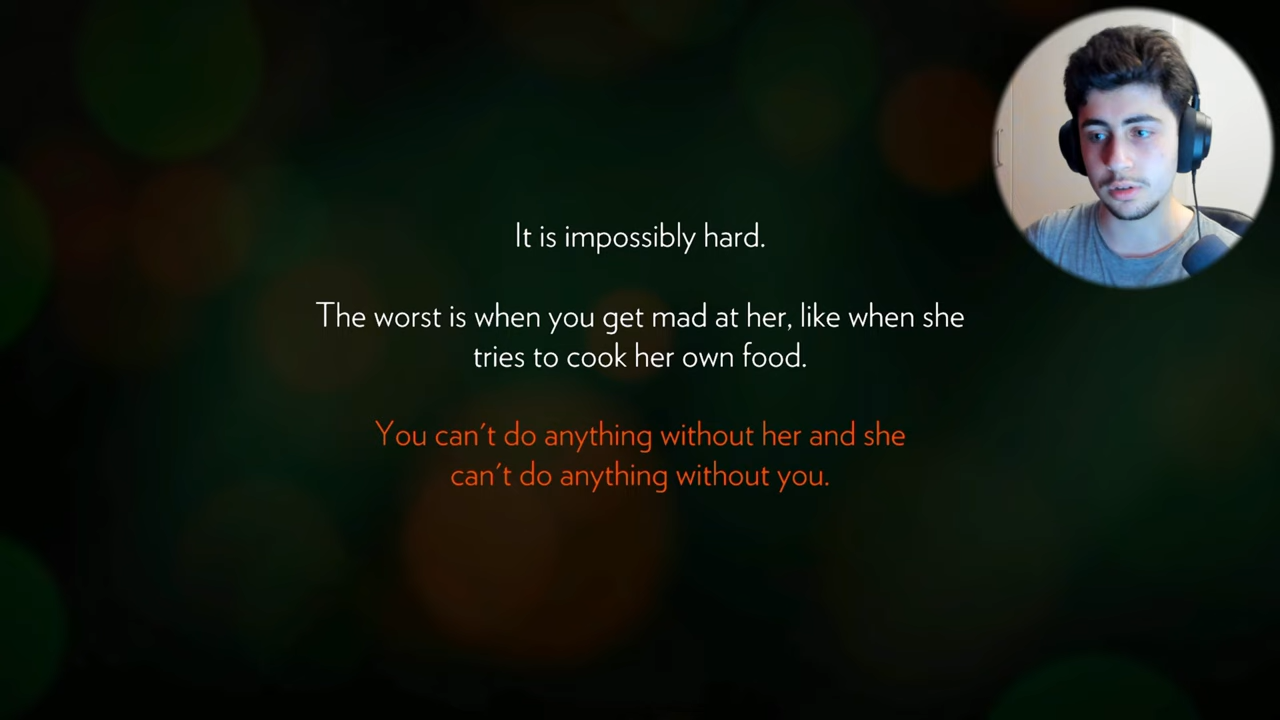 It is impossibly hard.
The worst is when you get mad at her, like when she
tries to cook her own food.
You can't do anything without her and she
can't do anything without you.